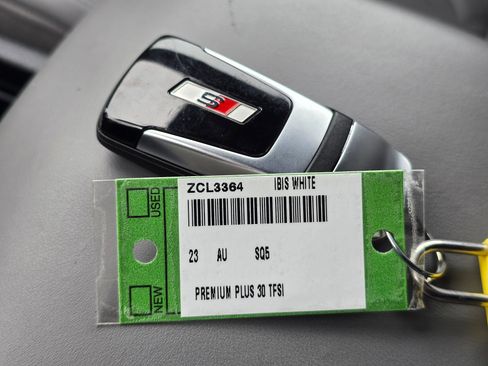 S
ZCL3364 IBIS WHITE
23 AU SQ5
PREMIUM PLUS 30 TFSI
USED
NEW